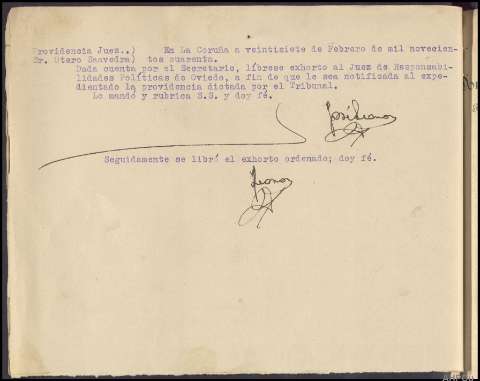 Providencia Juez..)    En La Coruña a veintisiete de Febrero de mil novecien-
Sr. Otero Saavedra)  tos cuarenta.
Dada cuenta por el Secretario, líbrese exhorto al Juez de Responsabi-
lidades Políticas de Oviedo, a fin de que le sea notificada al expe-
dientado la providencia dictada por el Tribunal.
Lo mandó y rubrica S.S. y doy fé.
Seguidamente se libró el exhorto ordenado; doy fé.